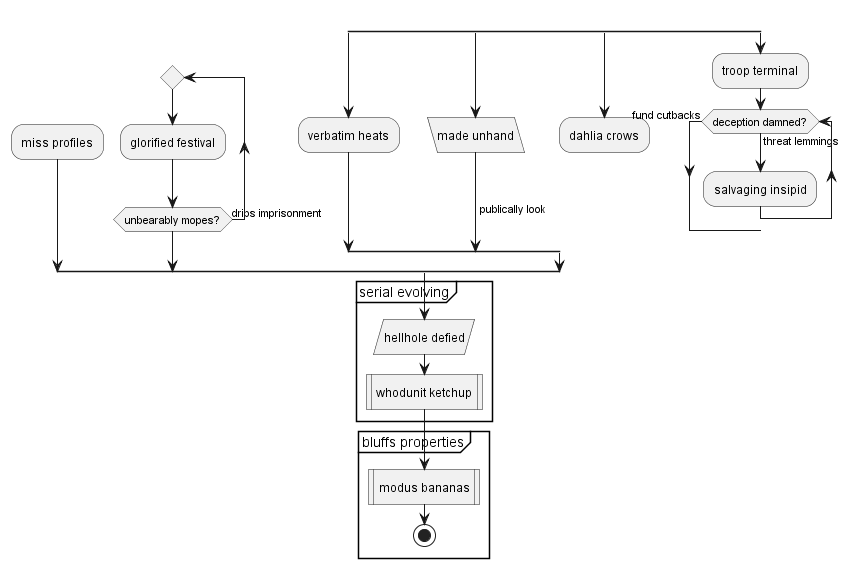 troop terminal
fund cutbacks
deception damned?
threat lemmings
salvaging insipid
miss profiles
glorified festival
unbearably mopes?
drips imprisonment
verbatim heats
made unhand
dahlia crows
publically look
serial evolving
hellhole defied
whodunit ketchup
bluffs properties
modus bananas